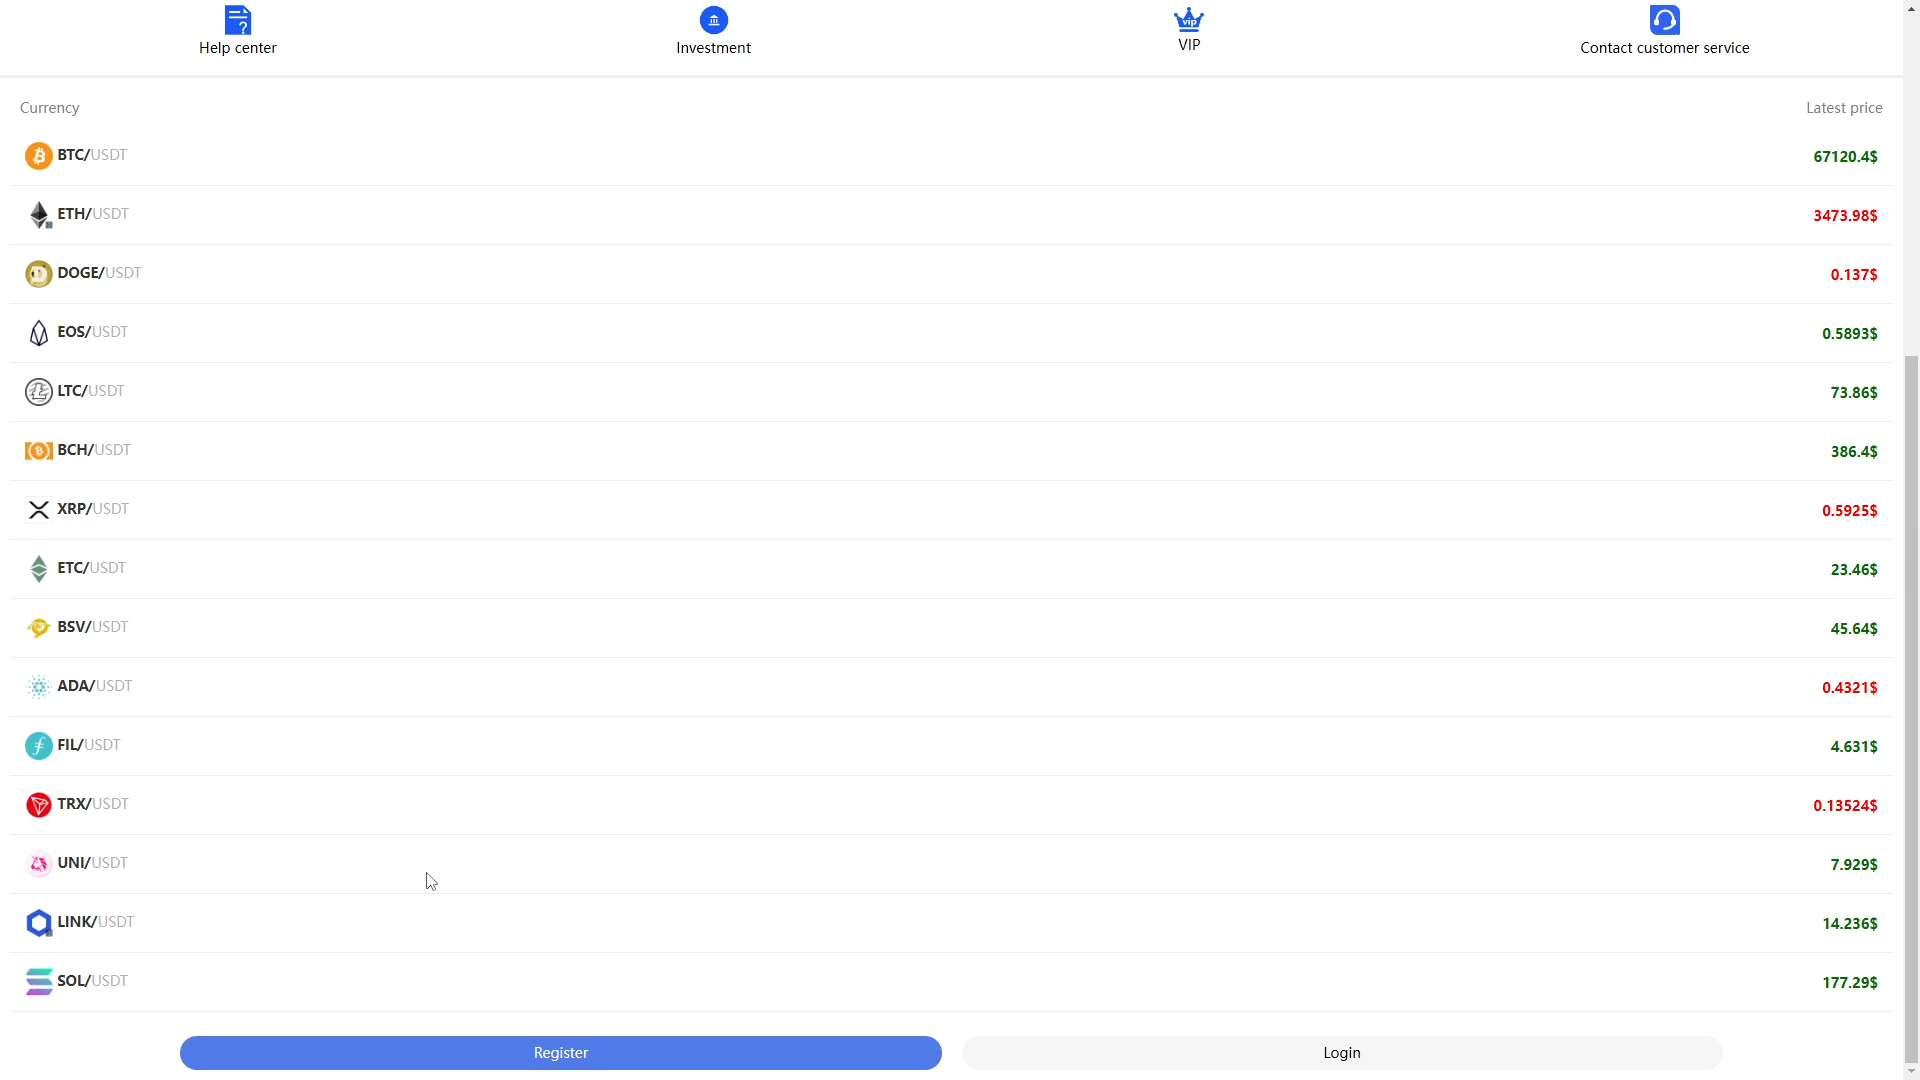 Help center
Investment
vip
VIP
Contact customer service
Currency
Latest price
BTC/USDT
67120.4$
ETH/USDT
3473.98$
DOGE/USDT
0.137$
EOS/USDT
0.5893$
LTC/USDT
73.86$
BCH/USDT
386.4$
XRP/USDT
0.5925$
ETC/USDT
23.46$
BSV/USDT
45.64$
ADA/USDT
0.4321$
FIL/USDT
4.631$
TRX/USDT
0.13524$
UNI/USDT
7.929$
LINK/USDT
14.236$
SOL/USDT
177.29$
Register
Login